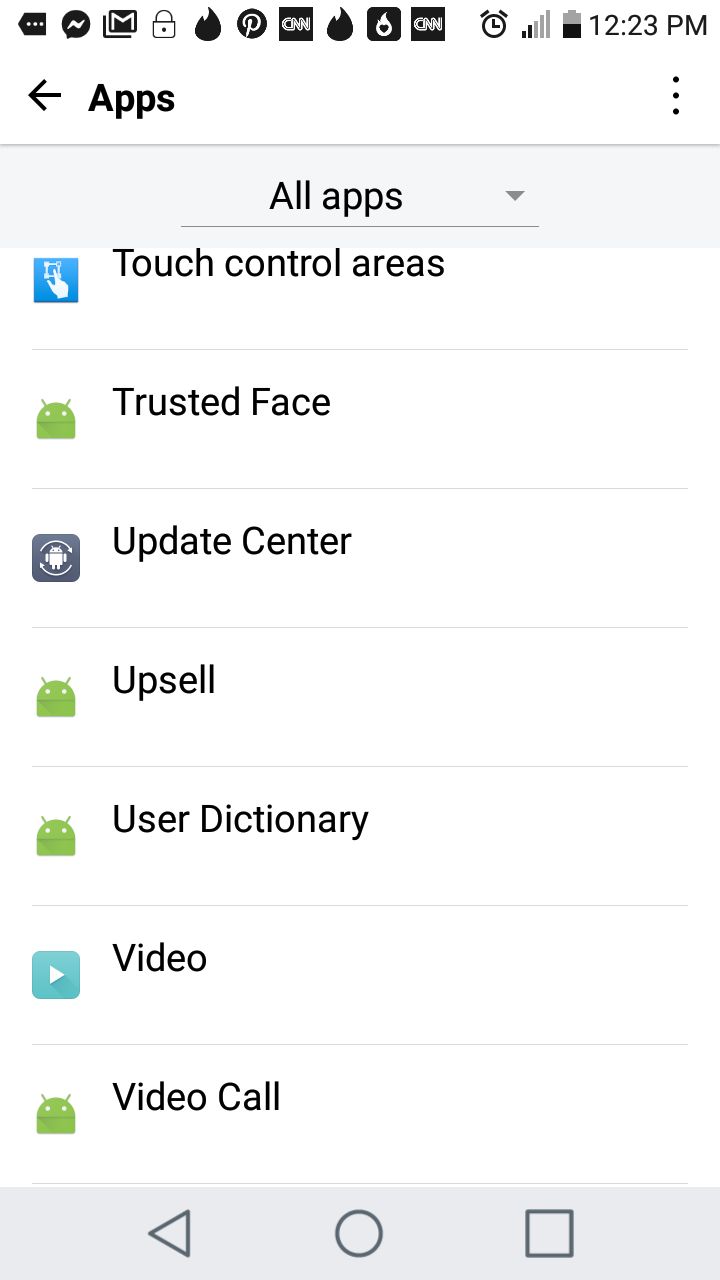 CNN CNN 12:23 PM
Apps
All apps
Touch control areas
Trusted Face
Update Center
Upsell
User Dictionary
Video
Video Call